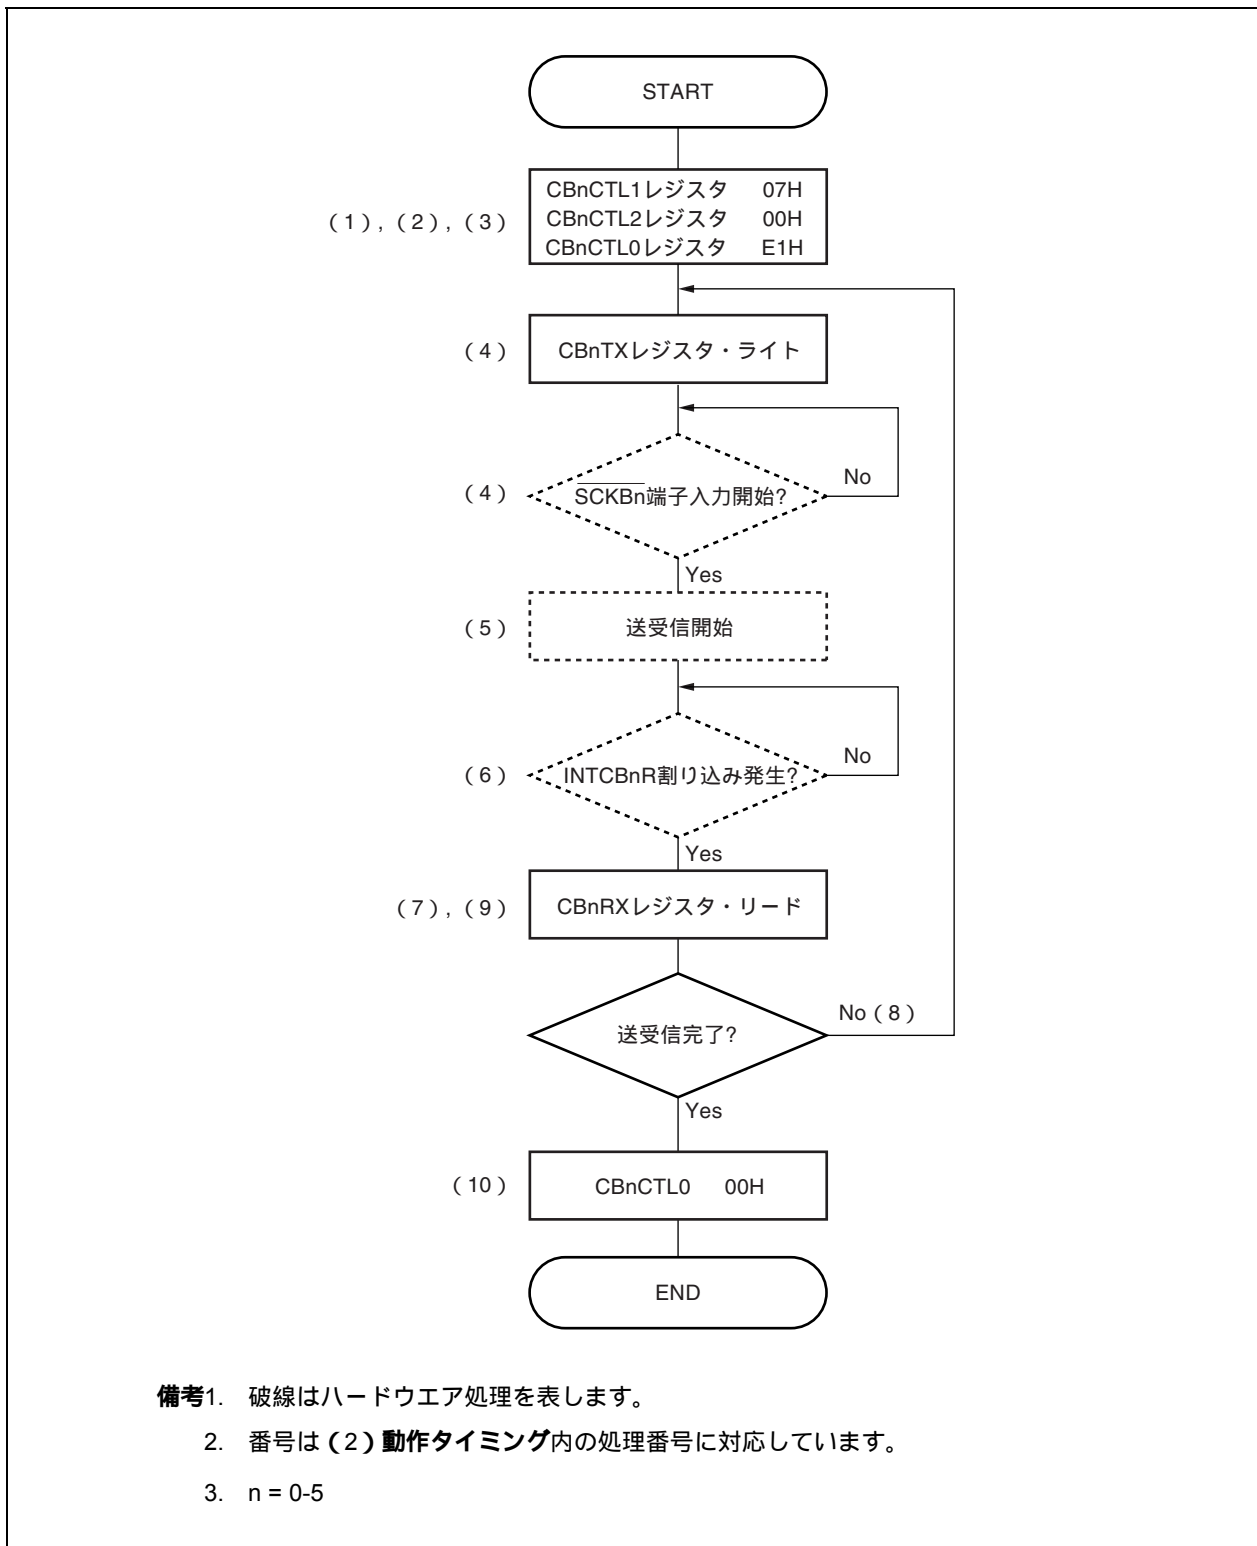 START
CBnCTL1レジスタ 07H
(1), (2), (3) CBnCTL2レジスタ 00H
CBnCTL0レジスタ E1H
(4) CBnTXレジスタ・ライト
(4) SCKBn端子入力開始?
No
Yes
(5) 送受信開始
(6) INTCBnR割り込み発生?
No
Yes
(7), (9) CBnRXレジスタ・リード
送受信完了?
No (8)
Yes
(10) CBnCTL0 00H
END
備考1. 破線はハードウエア処理を表します。
2. 番号は(2)動作タイミング内の処理番号に対応しています。
3. n = 0-5